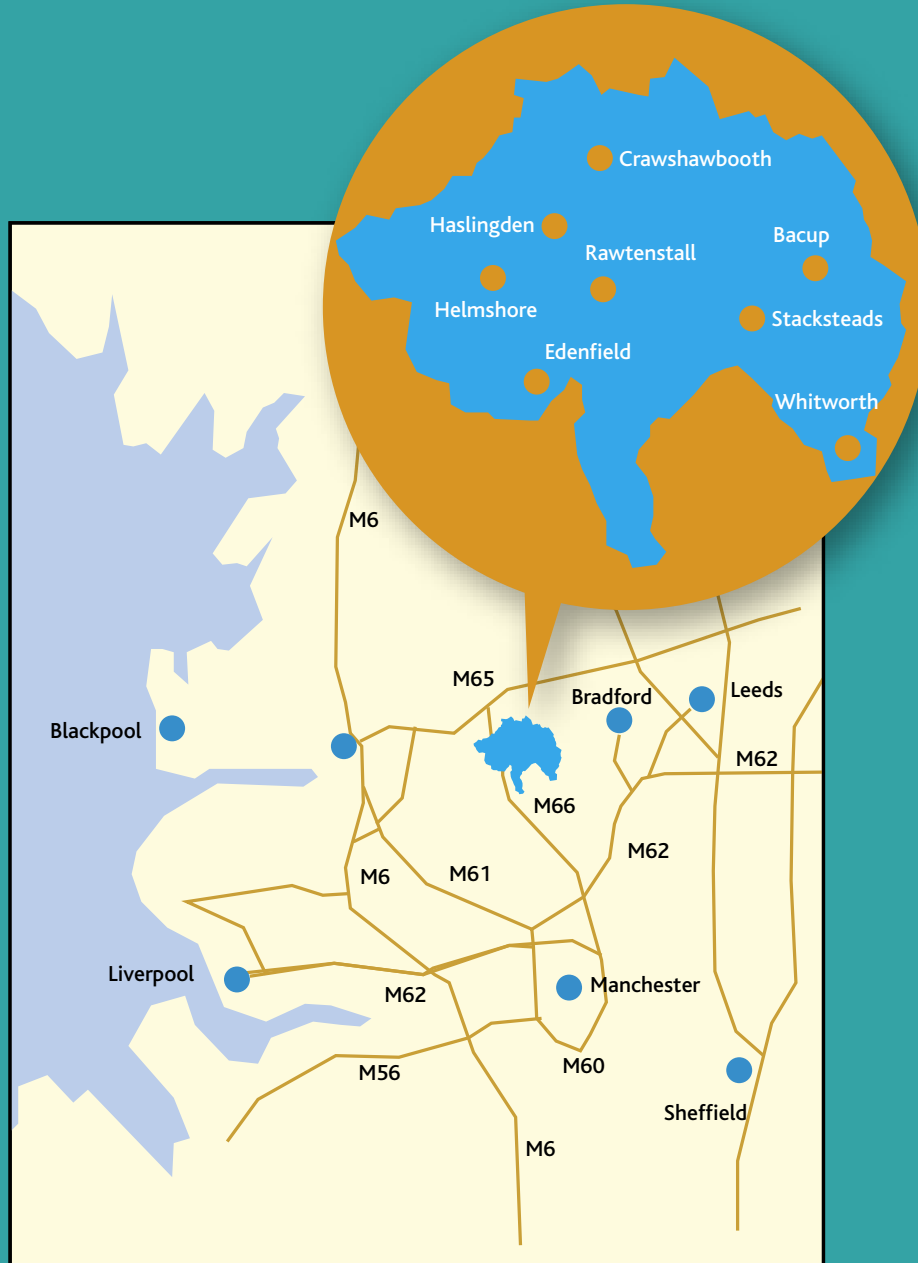 Crawshawbooth
Haslingden
Bacup
Rawtenstall
Helmshore
Stacksteads
Edenfield
Whitworth
M6
M65
Bradford
Leeds
Blackpool
M62
M66
M62
M6
M61
Liverpool
Manchester
M62
M60
M56
Sheffield
M6